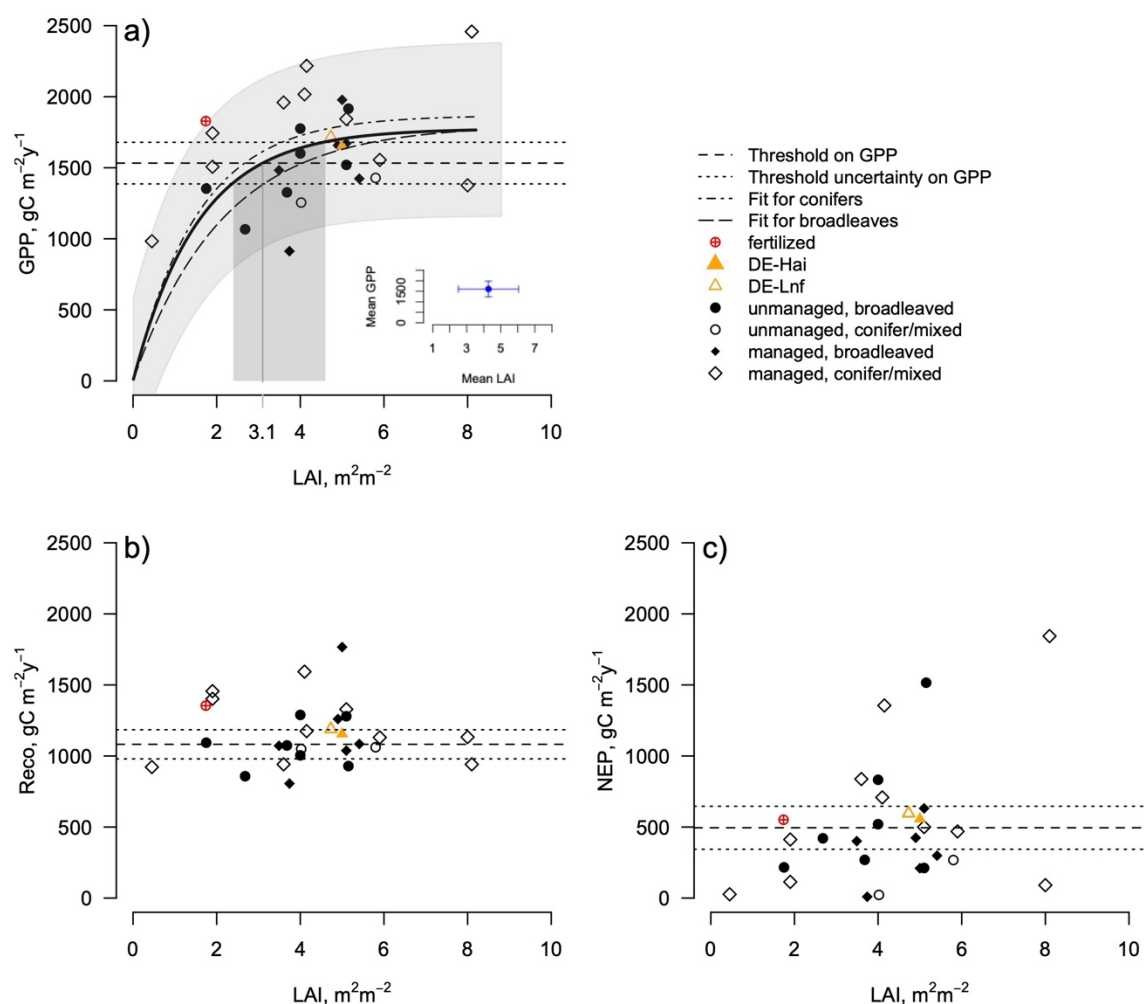 a)
2500
2000
1500
1000
500
0
GPP, gC m⁻²y⁻¹
0 2 3.1 4 6 8 10
LAI, m²m⁻²
Mean GPP
1500
0
1 3 5 7
Mean LAI
Threshold on GPP
Threshold uncertainty on GPP
Fit for conifers
Fit for broadleaves
fertilized
DE-Hai
DE-Lnf
unmanaged, broadleaved
unmanaged, conifer/mixed
managed, broadleaved
managed, conifer/mixed
b)
2500
2000
1500
1000
500
0
Reco, gC m⁻²y⁻¹
0 2 4 6 8 10
LAI, m²m⁻²
c)
2500
2000
1500
1000
500
0
NEP, gC m⁻²y⁻¹
0 2 4 6 8 10
LAI, m²m⁻²